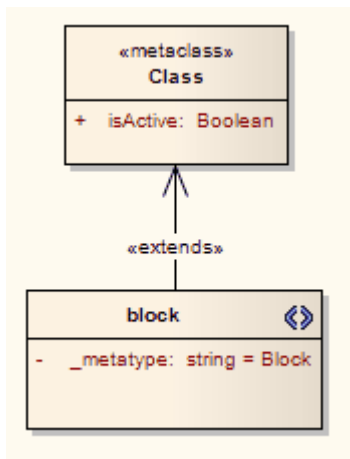 «metaclass»
Class
+ isActive: Boolean
«extends»
block
- _metatype: string = Block